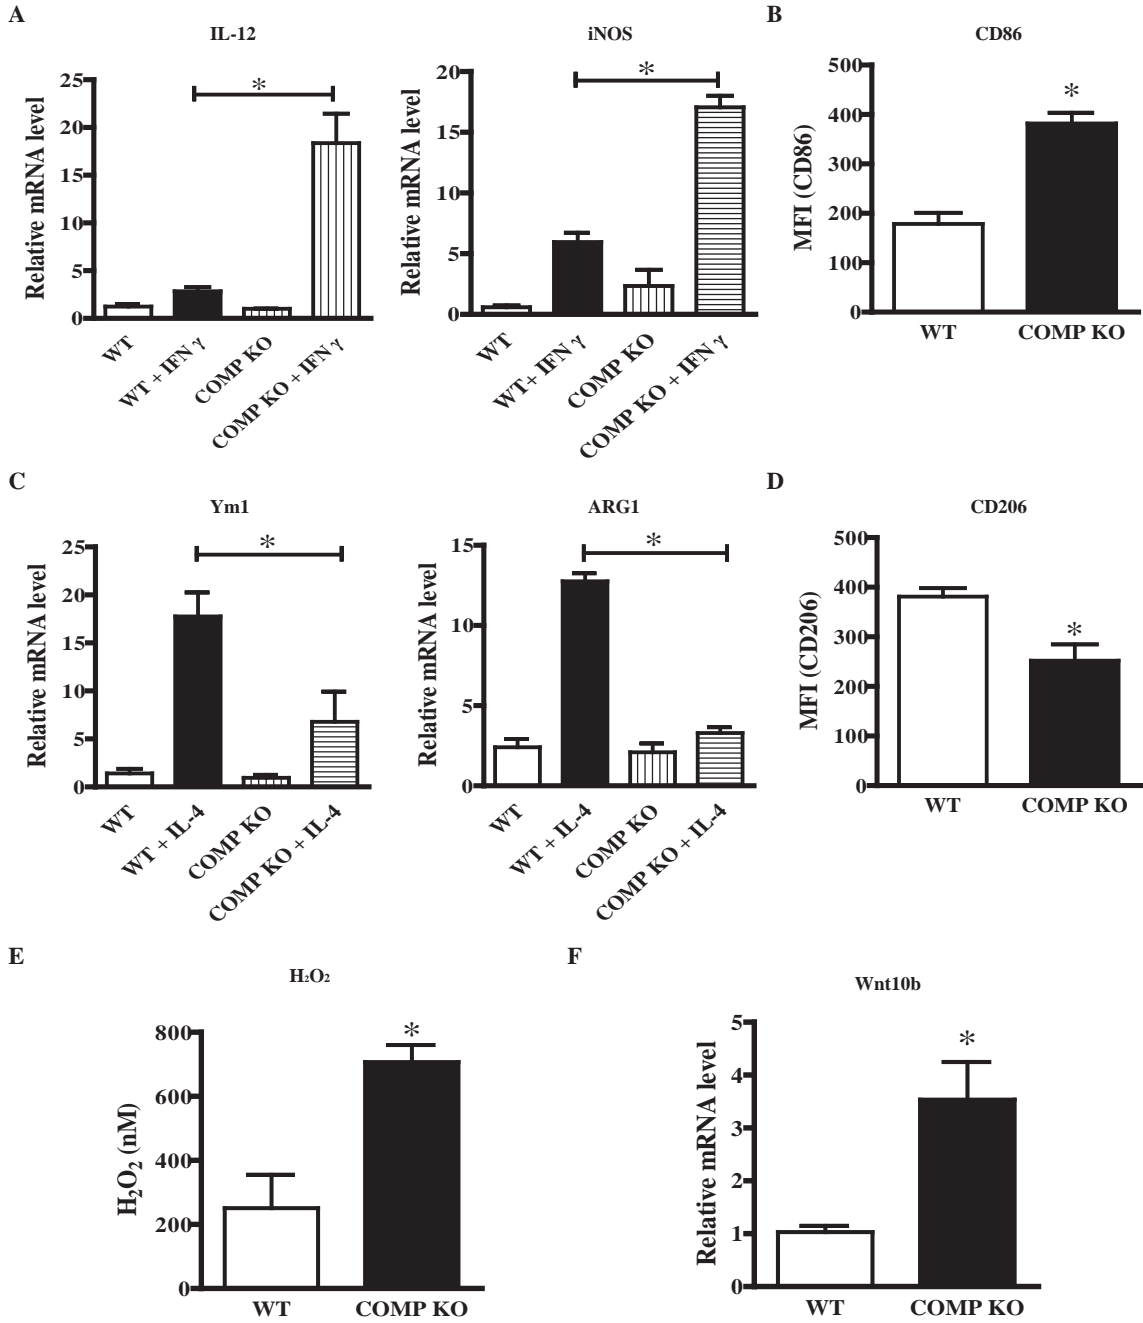 A
B
IL-12
iNOS
CD86
Relative mRNA level
25
20
15
10
5
0
*
WT
WT + IFN γ
COMP KO
COMP KO + IFN γ
Relative mRNA level
20
15
10
5
0
*
WT
WT + IFN γ
COMP KO
COMP KO + IFN γ
MFI (CD86)
500
400
300
200
100
0
*
WT
COMP KO
C
D
Ym1
ARG1
CD206
Relative mRNA level
25
20
15
10
5
0
*
WT
WT + IL-4
COMP KO
COMP KO + IL-4
Relative mRNA level
15
10
5
0
*
WT
WT + IL-4
COMP KO
COMP KO + IL-4
MFI (CD206)
500
400
300
200
100
0
*
WT
COMP KO
E
F
H₂O₂
Wnt10b
H₂O₂ (nM)
800
600
400
200
0
*
WT
COMP KO
Relative mRNA level
5
4
3
2
1
0
*
WT
COMP KO